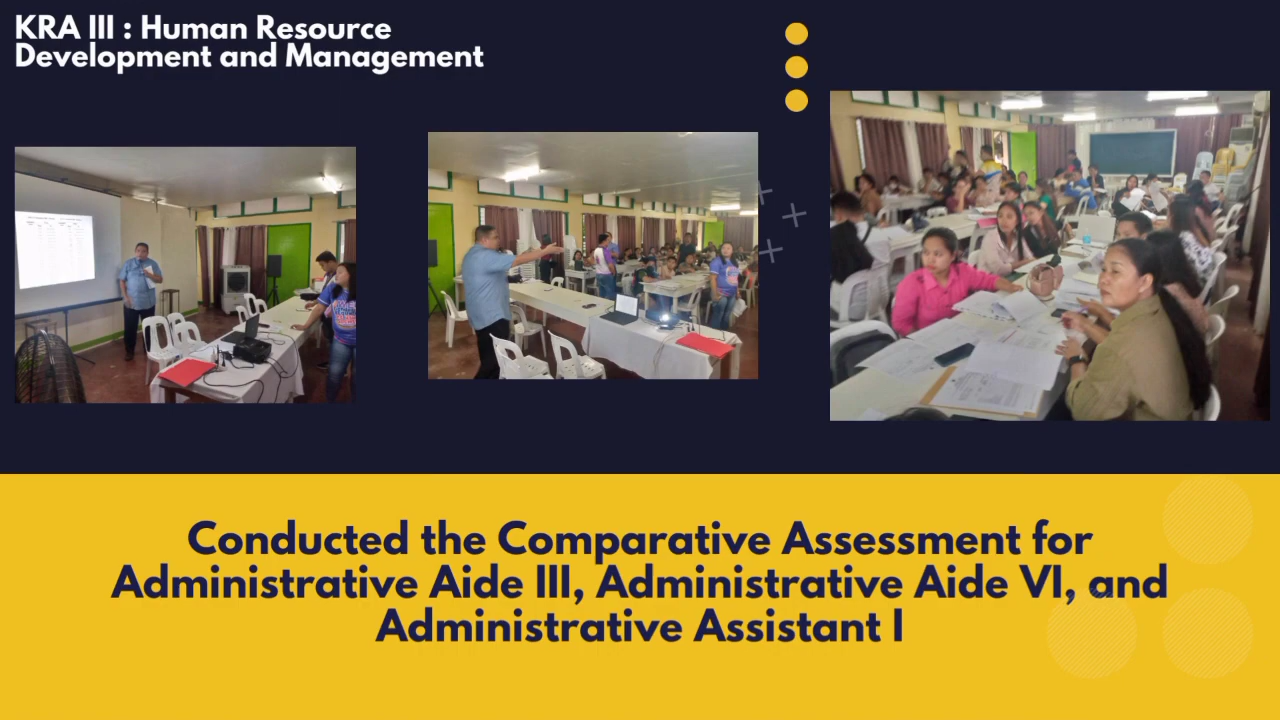 KRA III : Human Resource
Development and Management
Conducted the Comparative Assessment for
Administrative Aide III, Administrative Aide VI, and
Administrative Assistant I